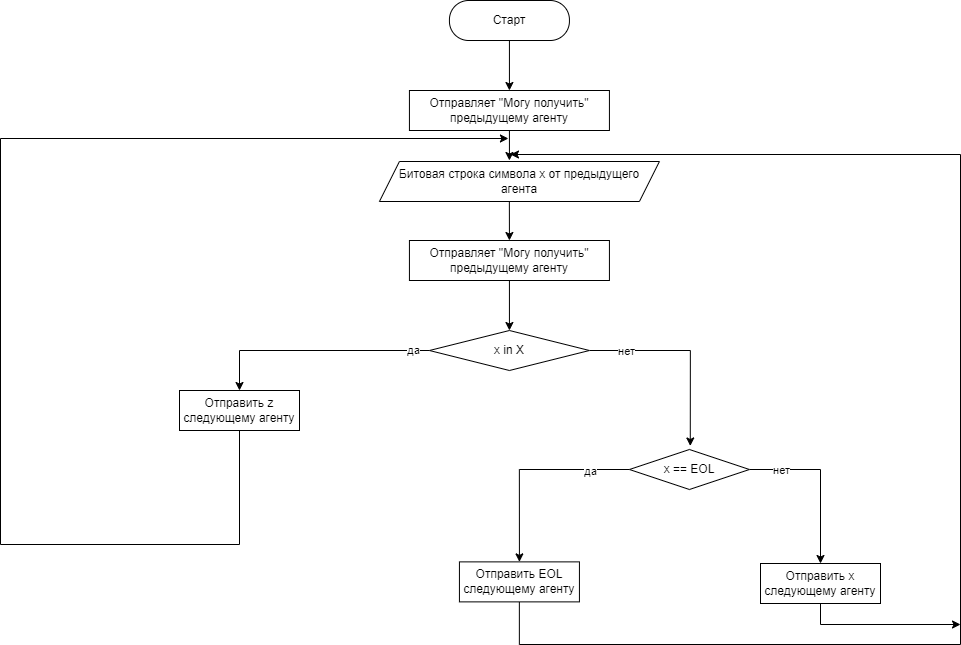 Старт
Отправляет "Могу получить"
предыдущему агенту
Битовая строка символа x от предыдущего
агента
Отправляет "Могу получить"
предыдущему агенту
да
x in X
нет
Отправить z
следующему агенту
да
x == EOL
нет
Отправить EOL
следующему агенту
Отправить x
следующему агенту